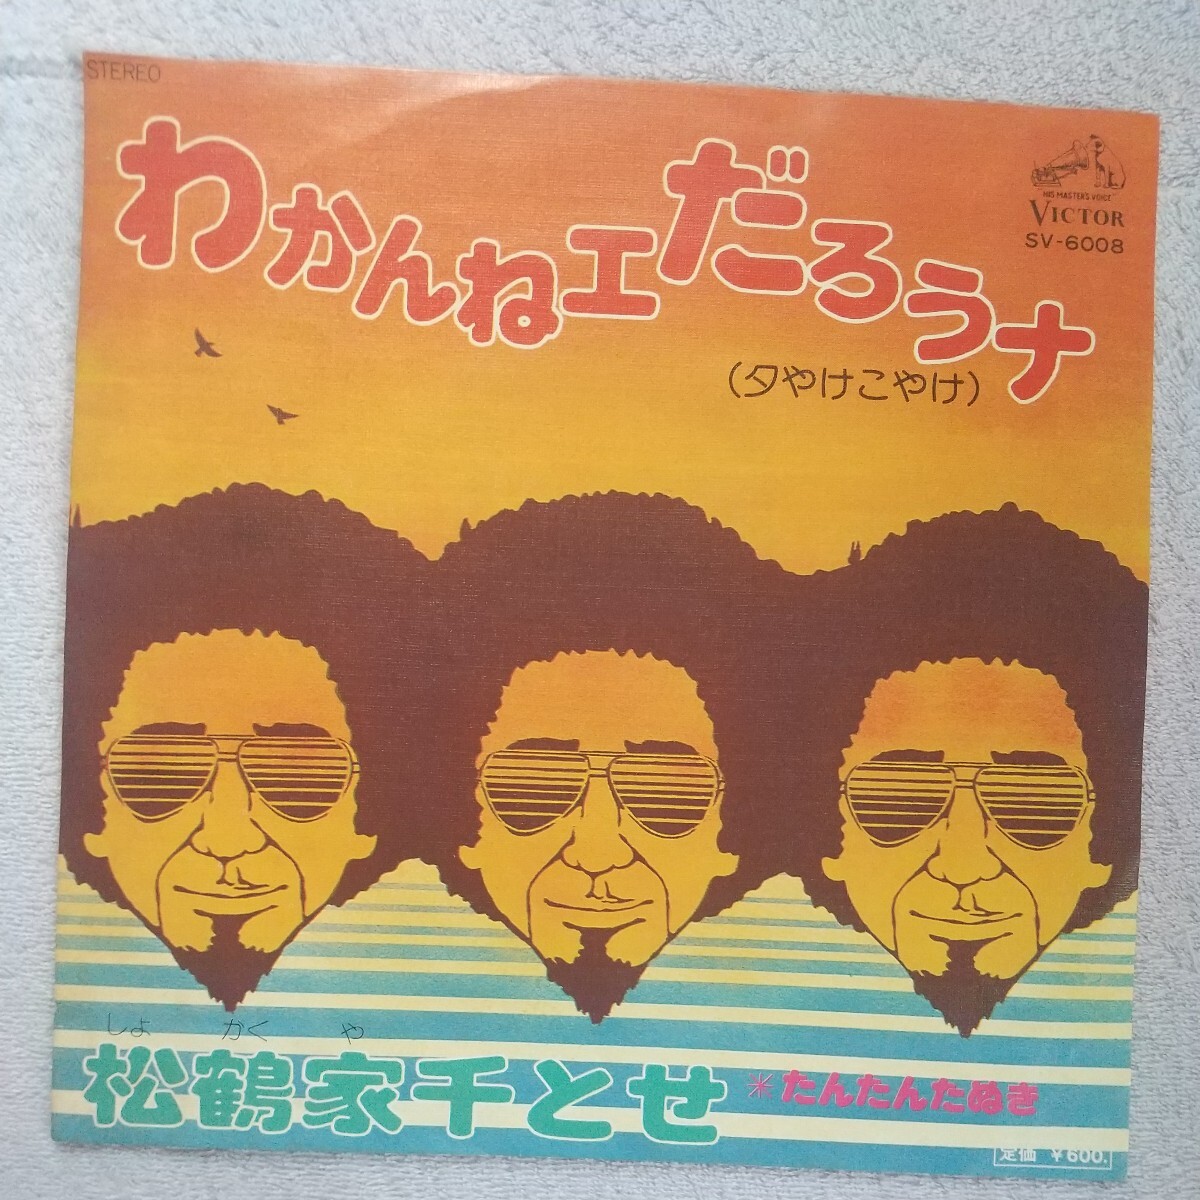 STEREO
わかんねエだろうナ
(夕やけこやけ)
HIS MASTER'S VOICE
VICTOR
SV-6008
しよ かく や
松鶴家千とせ
*たんたんたぬき
定価 ¥600.